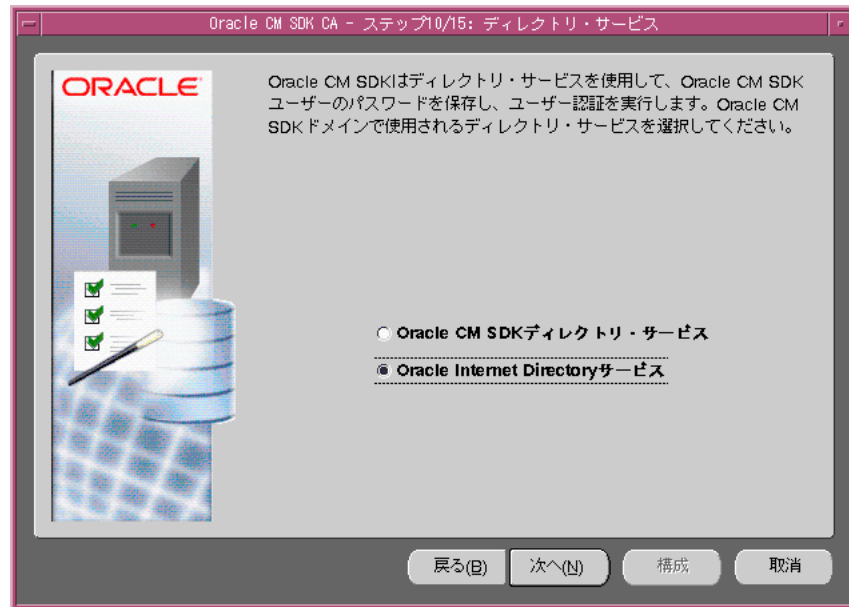 Oracle CM SDK CA - ステップ10/15: ディレクトリ・サービス
ORACLE
Oracle CM SDKはディレクトリ・サービスを使用して、Oracle CM SDK
ユーザーのパスワードを保存し、ユーザー認証を実行します。Oracle CM
SDKドメインで使用されるディレクトリ・サービスを選択してください。
Oracle CM SDKディレクトリ・サービス
Oracle Internet Directoryサービス
戻る(B) 次へ(N) 構成 取消